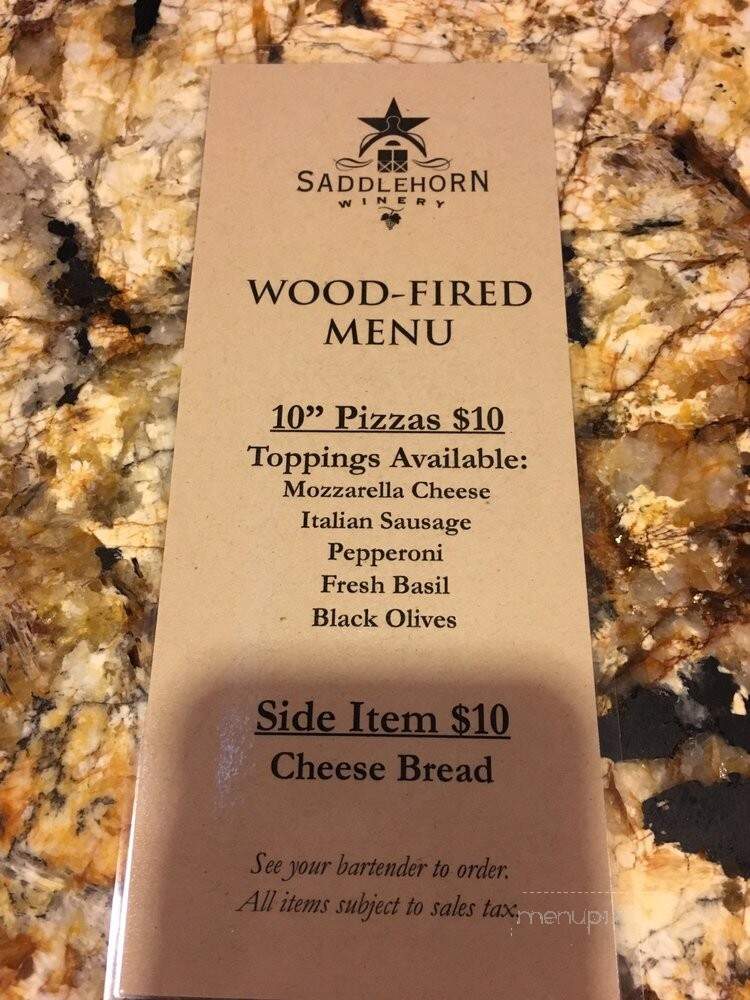 SADDLEHORN
WINERY
WOOD-FIRED
MENU
10” Pizzas $10
Toppings Available:
Mozzarella Cheese
Italian Sausage
Pepperoni
Fresh Basil
Black Olives
Side Item $10
Cheese Bread
See your bartender to order.
All items subject to sales tax.